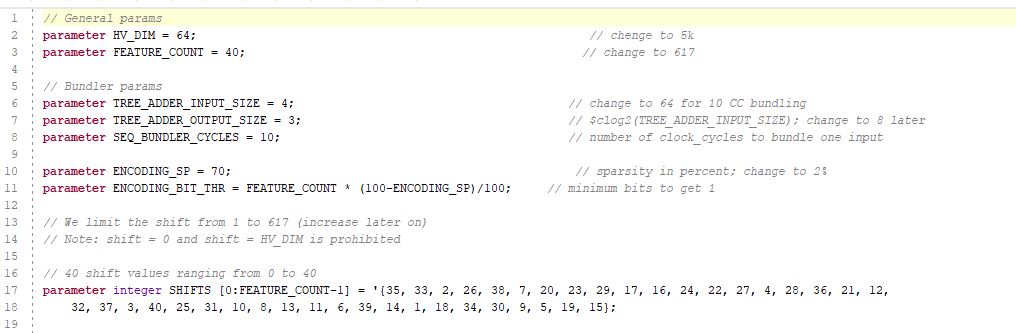 1 // General params
2 parameter HV_DIM = 64; // chenge to 5k
3 parameter FEATURE_COUNT = 40; // change to 617
4
5 // Bundler params
6 parameter TREE_ADDER_INPUT_SIZE = 4; // change to 64 for 10 CC bundling
7 parameter TREE_ADDER_OUTPUT_SIZE = 3; // $clog2(TREE_ADDER_INPUT_SIZE); change to 8 later
8 parameter SEQ_BUNDLER_CYCLES = 10; // number of clock_cycles to bundle one input
9
10 parameter ENCODING_SP = 70; // sparsity in percent; change to 2%
11 parameter ENCODING_BIT_THR = FEATURE_COUNT * (100-ENCODING_SP)/100; // minimum bits to get 1
12
13 // We limit the shift from 1 to 617 (increase later on)
14 // Note: shift = 0 and shift = HV_DIM is prohibited
15
16 // 40 shift values ranging from 0 to 40
17 parameter integer SHIFTS [0:FEATURE_COUNT-1] = '{35, 33, 2, 26, 38, 7, 20, 23, 29, 17, 16, 24, 22, 27, 4, 28, 36, 21, 12,
18 32, 37, 3, 40, 25, 31, 10, 8, 13, 11, 6, 39, 14, 1, 18, 34, 30, 9, 5, 19, 15};
19